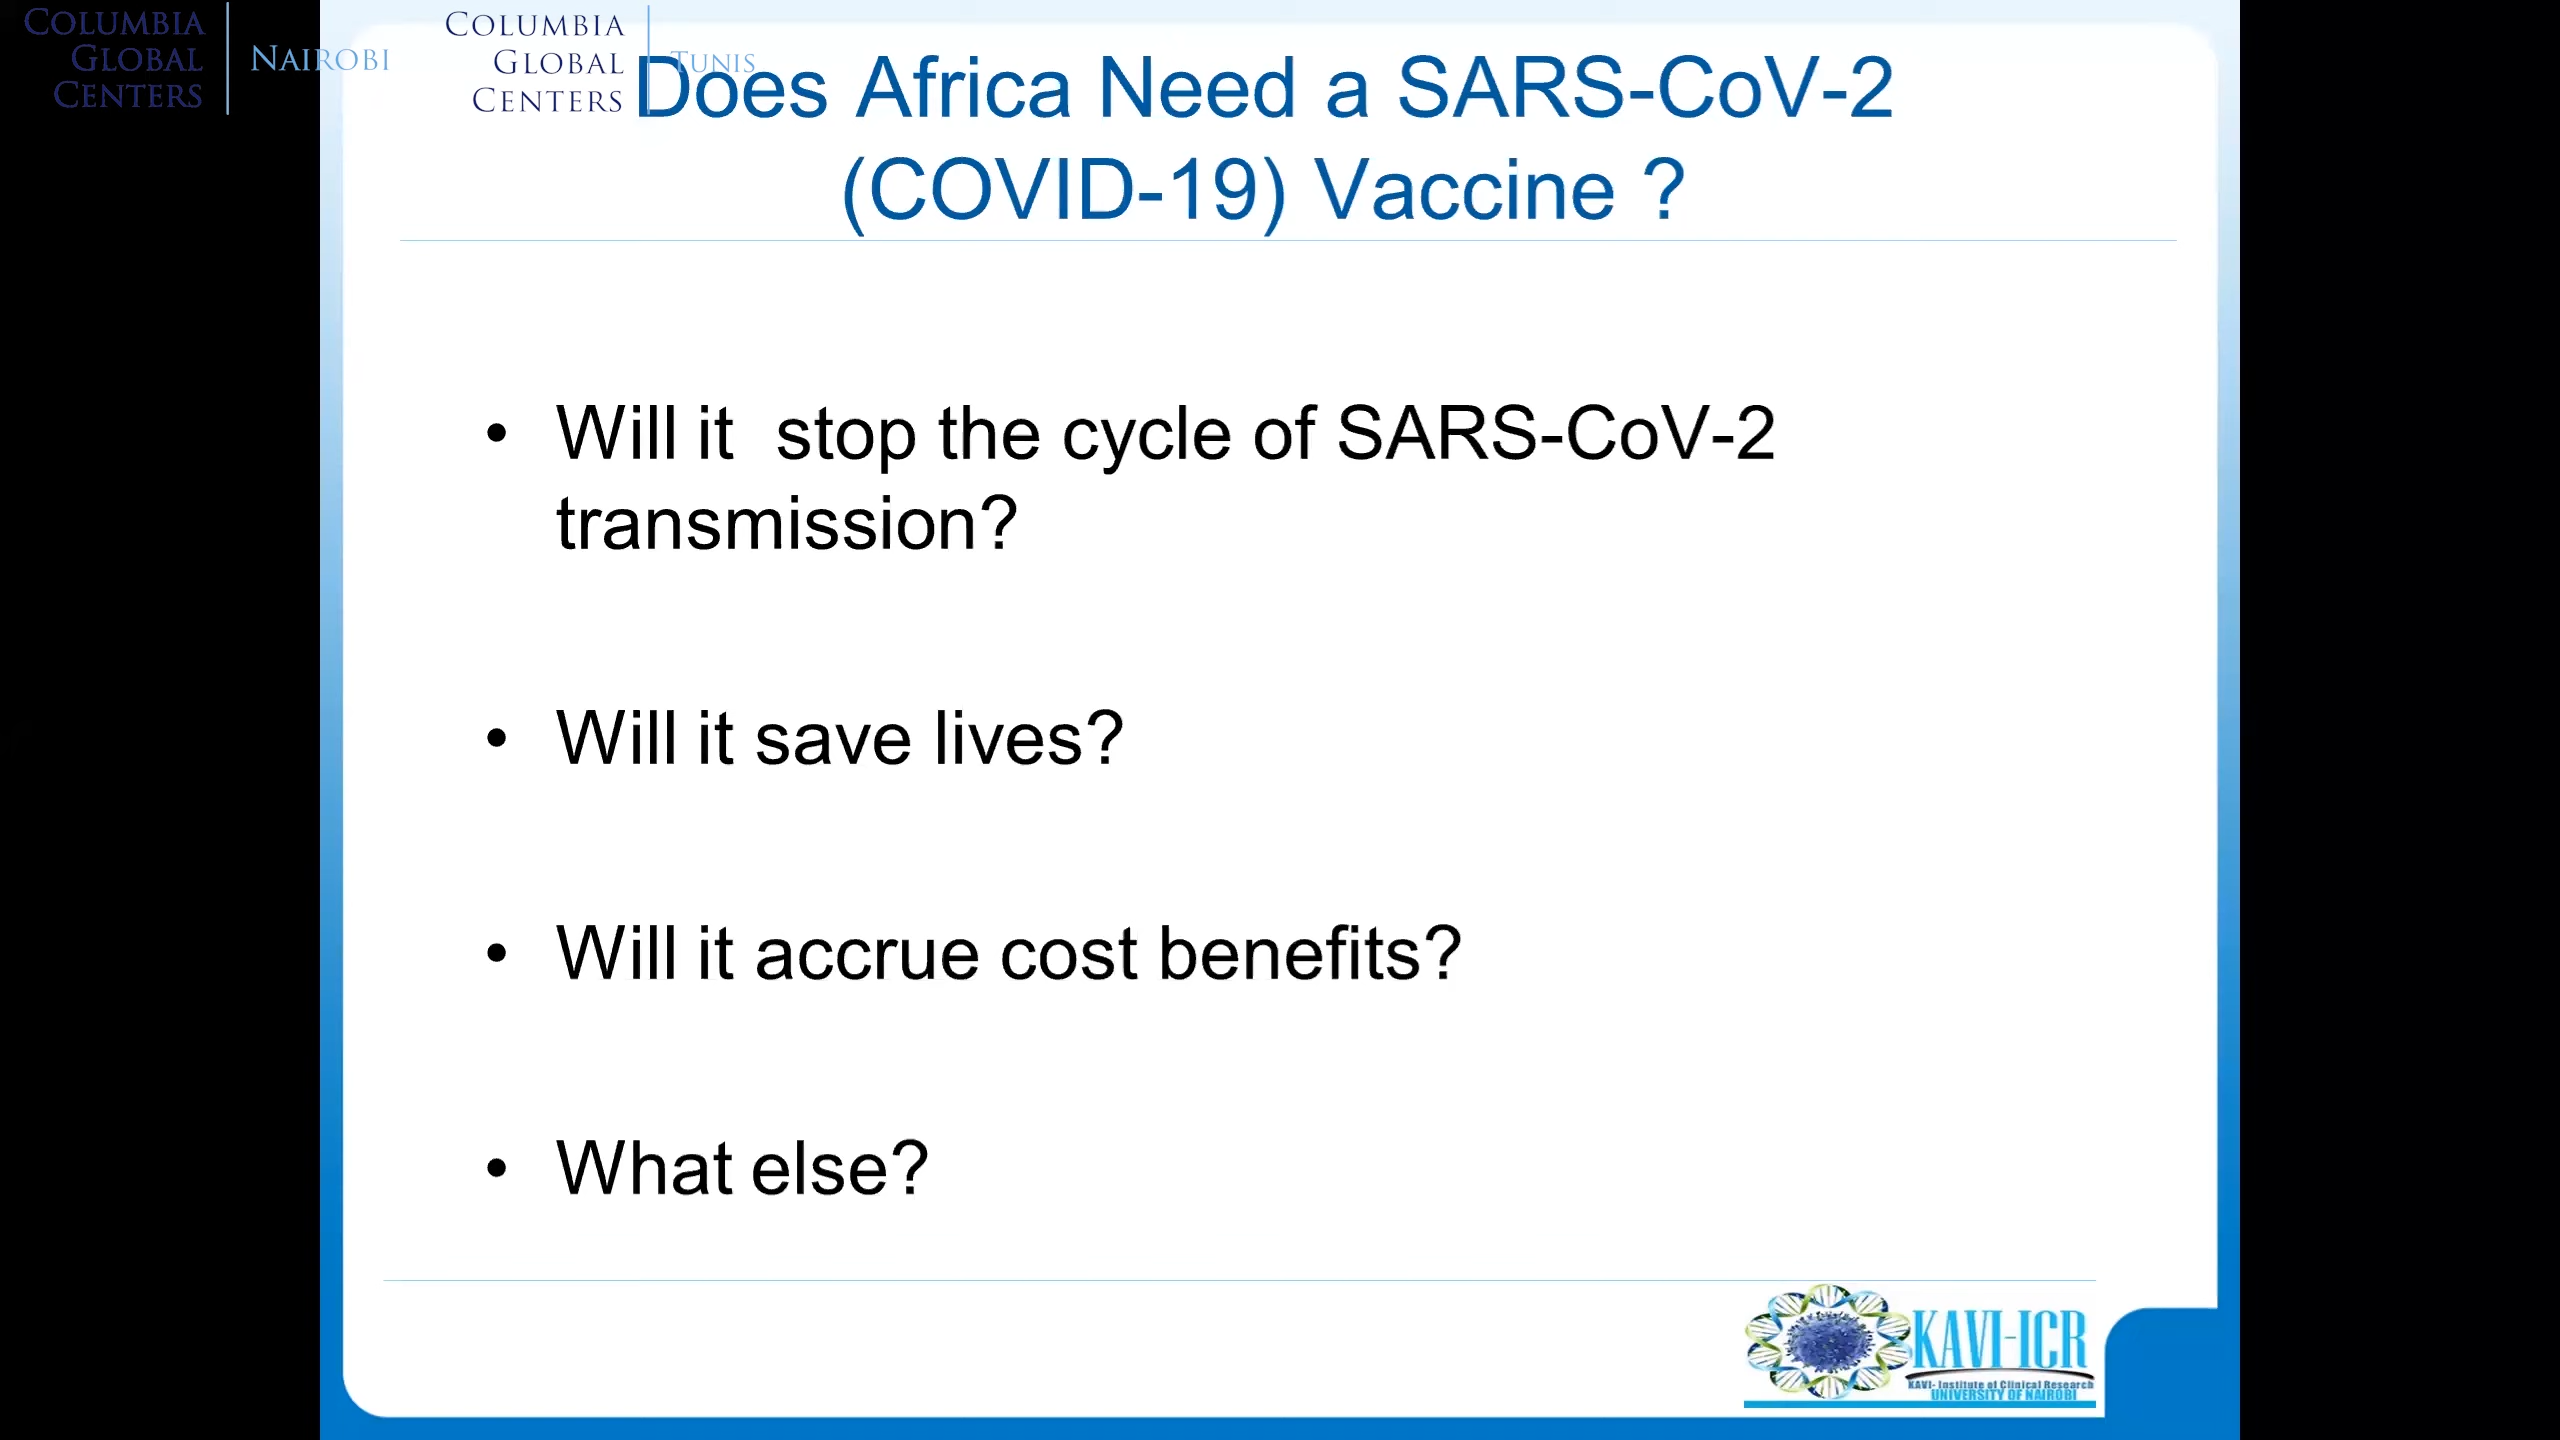 COLUMBIA
GLOBAL
CENTERS
NAIROBI
COLUMBIA
GLOBAL
CENTERS
TUNIS
Does Africa Need a SARS-CoV-2
(COVID-19) Vaccine ?
• Will it  stop the cycle of SARS-CoV-2
transmission?
• Will it save lives?
• Will it accrue cost benefits?
• What else?
KAVI-ICR
KAVI- Institute of Clinical Research
UNIVERSITY OF NAIROBI